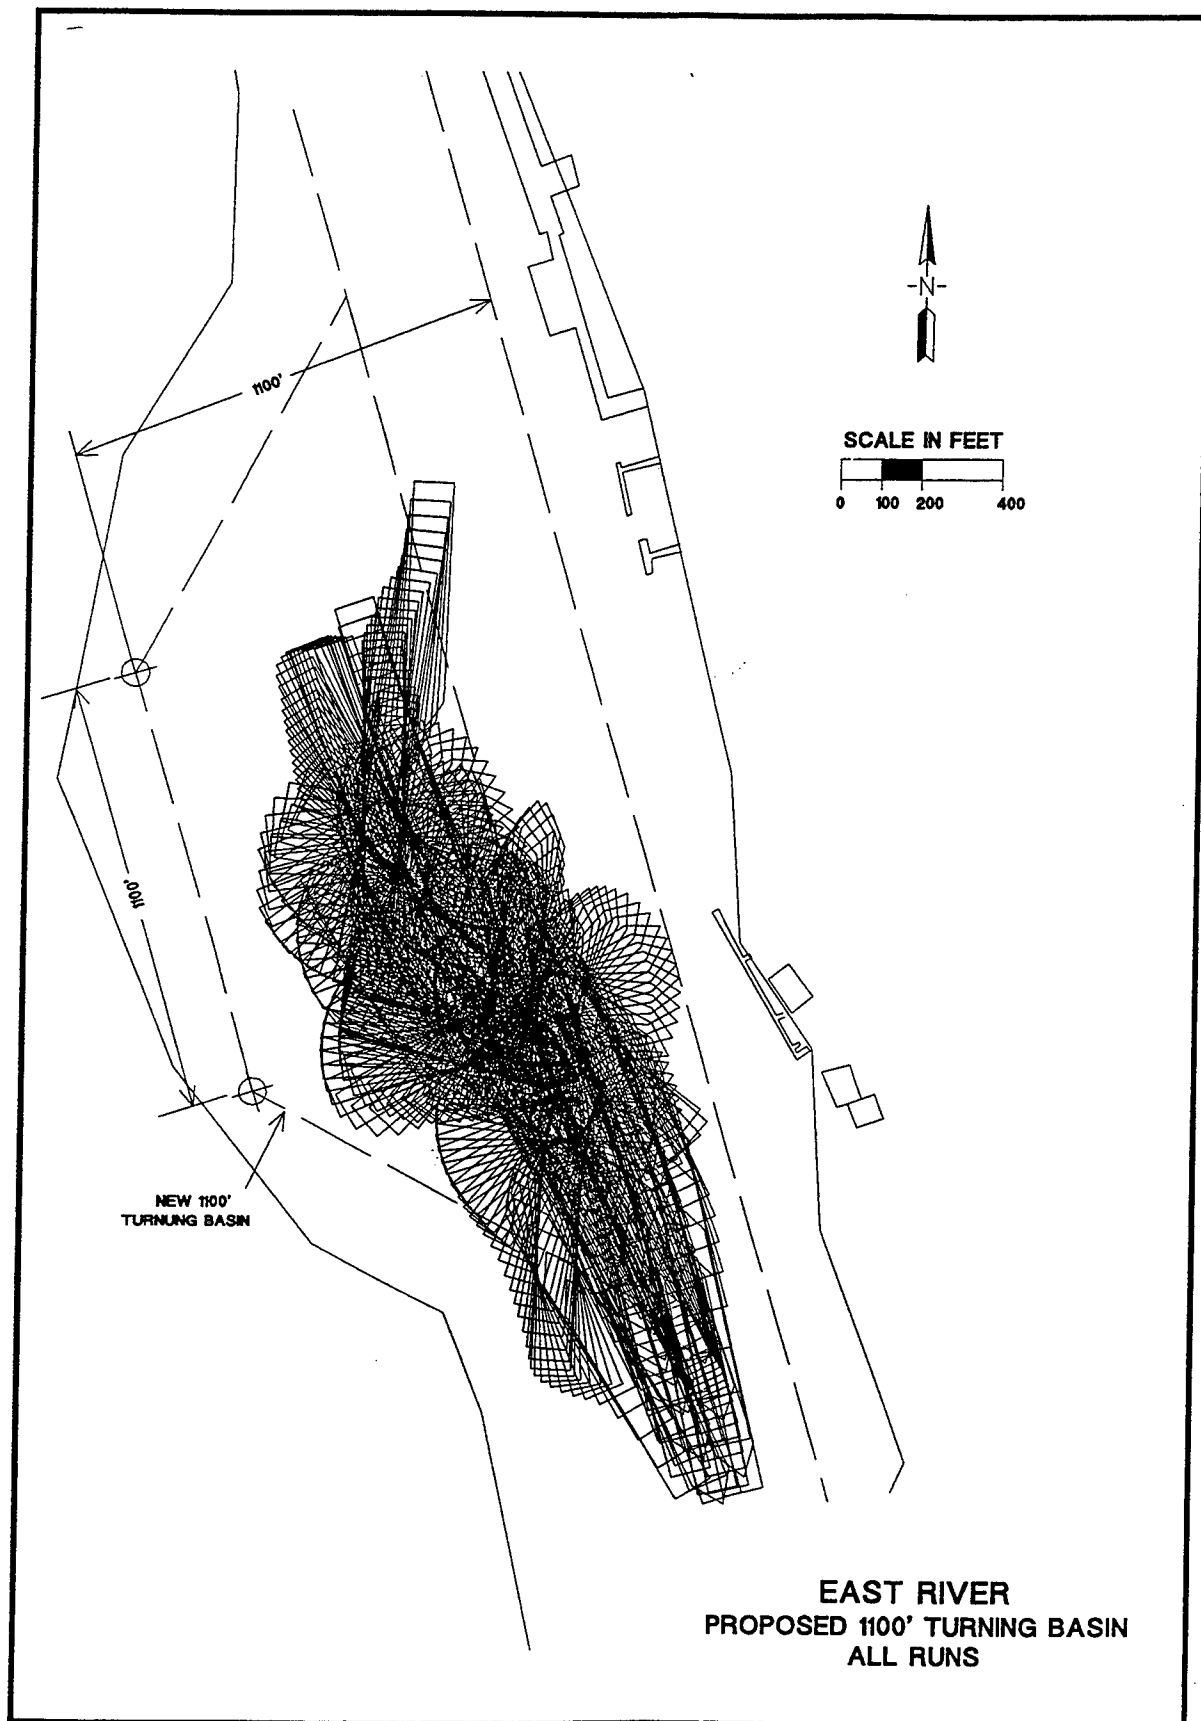 1100'
-N-
SCALE IN FEET
0 100 200 400
1100'
NEW 1100'
TURNUNG BASIN
EAST RIVER
PROPOSED 1100' TURNING BASIN
ALL RUNS